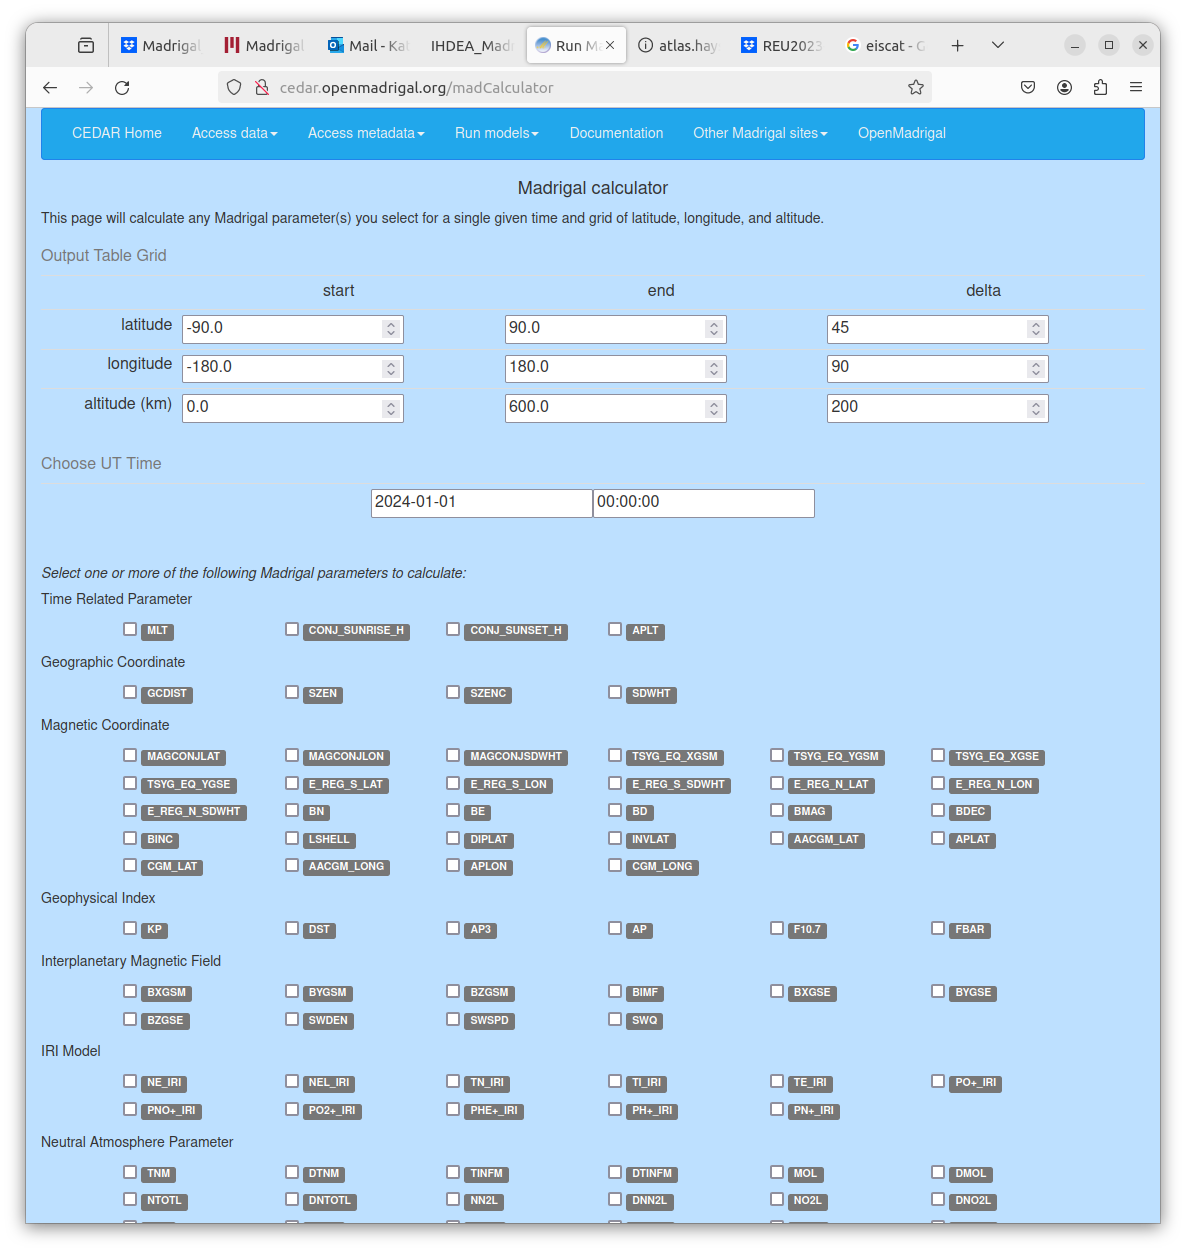 Madrigal Madrigal Mail - Kat IHDEA_Mad Run Ma atlas.hay REU2023 eiscat - G
cedar.openmadrigal.org/madCalculator
CEDAR Home Access data Access metadata Run models Documentation Other Madrigal sites OpenMadrigal
Madrigal calculator
This page will calculate any Madrigal parameter(s) you select for a single given time and grid of latitude, longitude, and altitude.
Output Table Grid
start end delta
latitude -90.0 90.0 45
longitude -180.0 180.0 90
altitude (km) 0.0 600.0 200
Choose UT Time
2024-01-01 00:00:00
Select one or more of the following Madrigal parameters to calculate:
Time Related Parameter
MLT CONJ_SUNRISE_H CONJ_SUNSET_H APLT
Geographic Coordinate
GCDIST SZEN SZENC SDWHT
Magnetic Coordinate
MAGCONJLAT MAGCONJLON MAGCONJSDWHT TSYG_EQ_XGSM TSYG_EQ_YGSM TSYG_EQ_XGSE
TSYG_EQ_YGSE E_REG_S_LAT E_REG_S_LON E_REG_S_SDWHT E_REG_N_LAT E_REG_N_LON
E_REG_N_SDWHT BN BE BD BMAG BDEC
BINC LSHELL DIPLAT INVLAT AACGM_LAT APLAT
CGM_LAT AACGM_LONG APLON CGM_LONG
Geophysical Index
KP DST AP3 AP F10.7 FBAR
Interplanetary Magnetic Field
BXGSM BYGSM BZGSM BIMF BXGSE BYGSE
BZGSE SWDEN SWSPD SWQ
IRI Model
NE_IRI NEL_IRI TN_IRI TI_IRI TE_IRI PO+_IRI
PNO+_IRI PO2+_IRI PHE+_IRI PH+_IRI PN+_IRI
Neutral Atmosphere Parameter
TNM DTNM TINFM DTINFM MOL DMOL
NTOTL DNTOTL NN2L DNN2L NO2L DNO2L